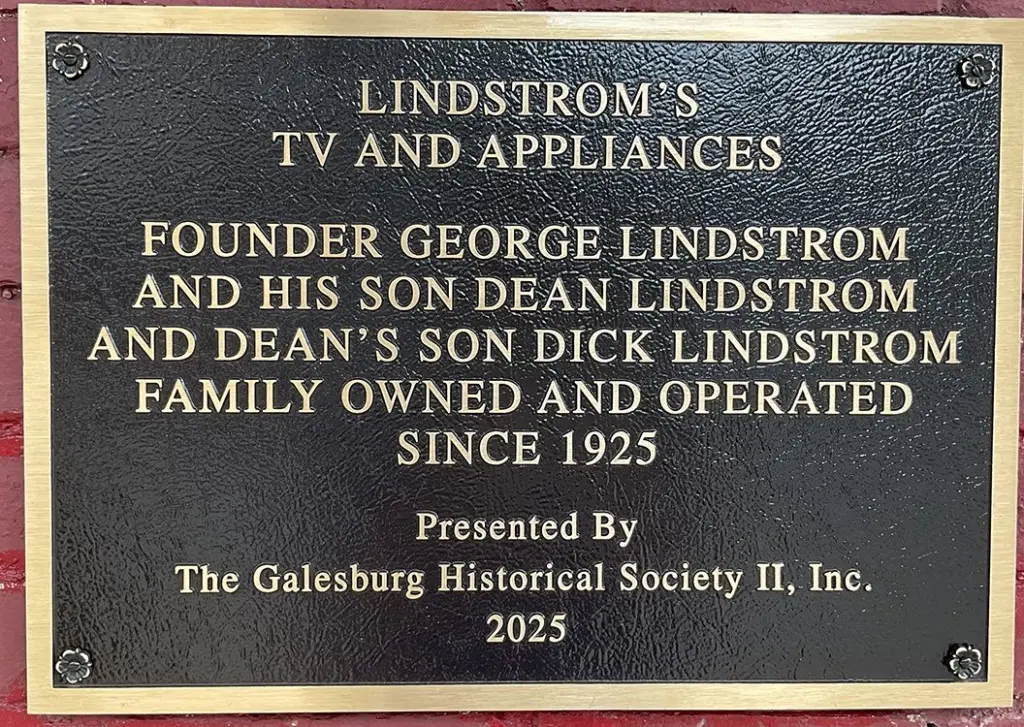 LINDSTROM'S
TV AND APPLIANCES
FOUNDER GEORGE LINDSTROM
AND HIS SON DEAN LINDSTROM
AND DEAN'S SON DICK LINDSTROM
FAMILY OWNED AND OPERATED
SINCE 1925
Presented By
The Galesburg Historical Society II, Inc.
2025